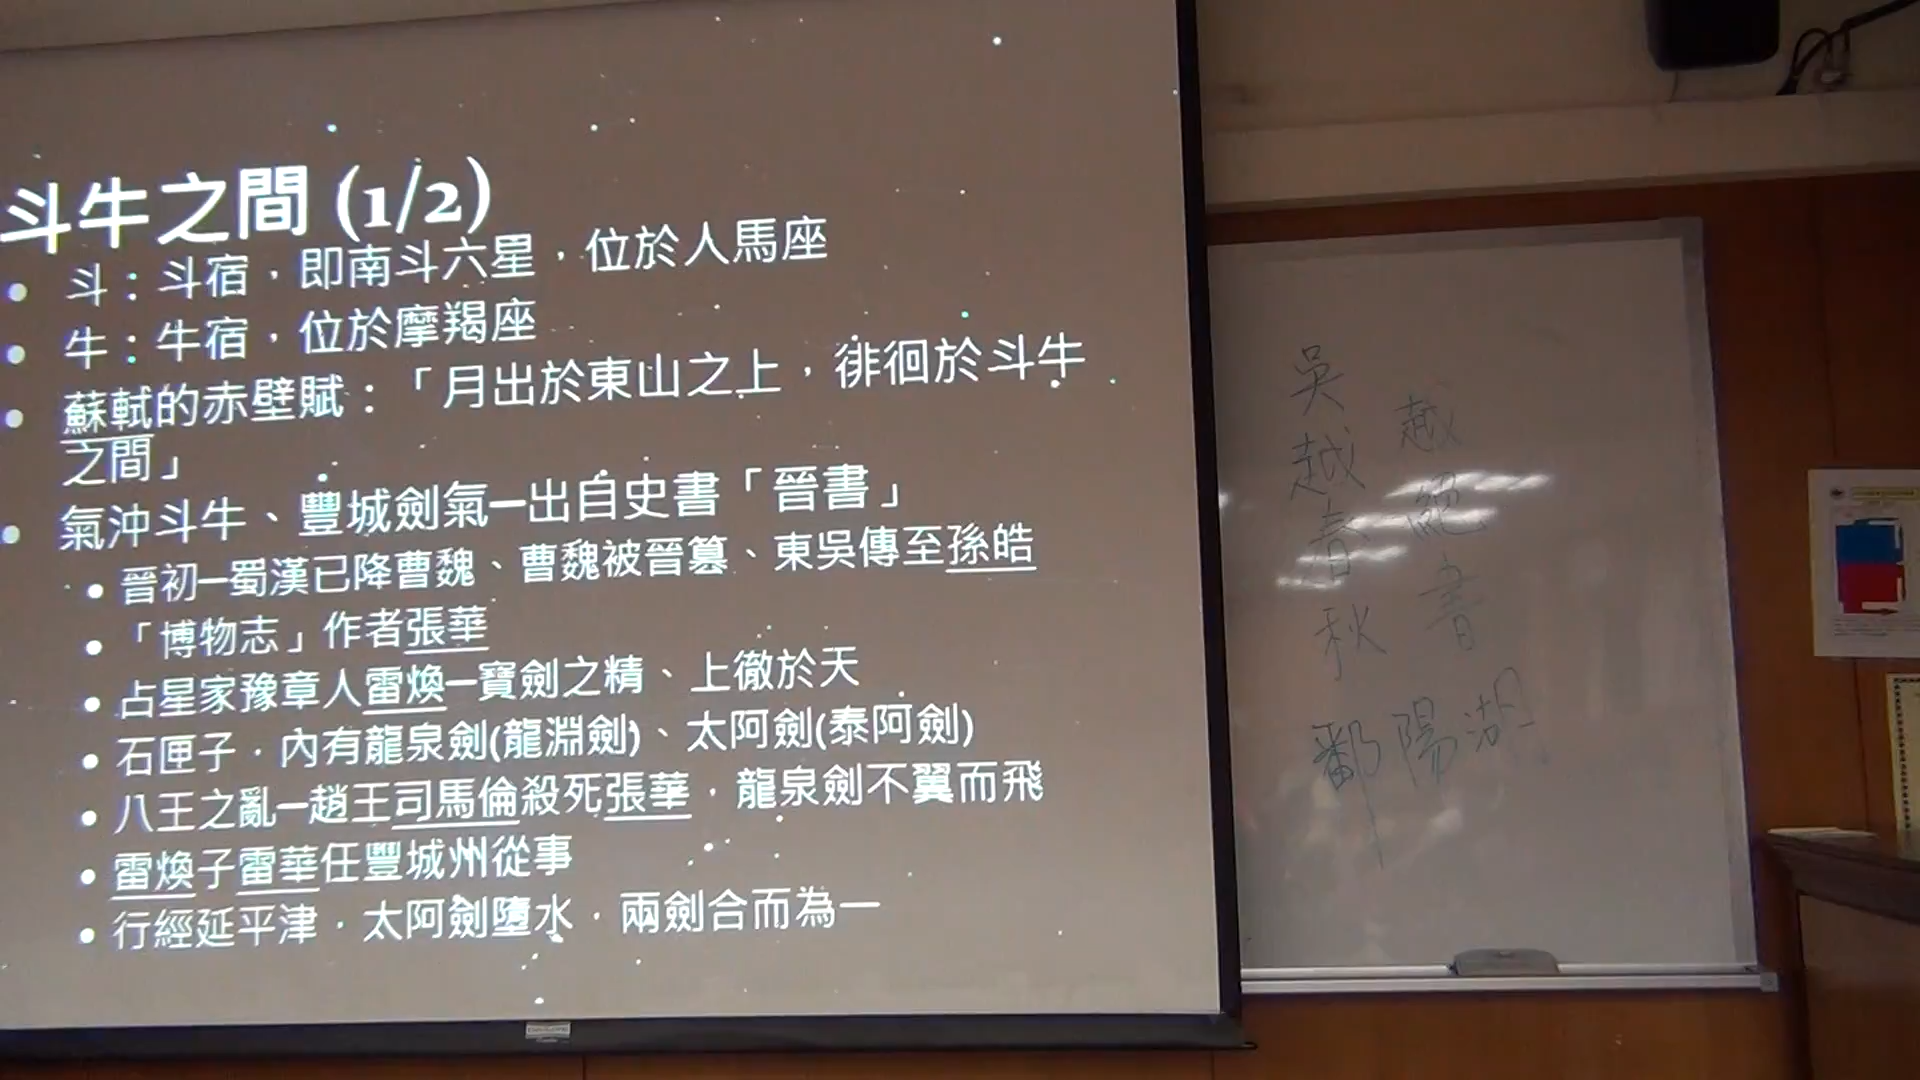 斗牛之間 (1/2)
• 斗：斗宿，即南斗六星，位於人馬座
• 牛：牛宿，位於摩羯座
• 蘇軾的赤壁賦：「月出於東山之上，徘徊於斗牛
之間」
• 氣沖斗牛、豐城劍氣—出自史書「晉書」
• 晉初—蜀漢已降曹魏、曹魏被晉篡、東吳傳至孫皓
• 「博物志」作者張華
• 占星家豫章人雷煥—寶劍之精、上徹於天
• 石匣子，內有龍泉劍(龍淵劍)、太阿劍(泰阿劍)
• 八王之亂—趙王司馬倫殺死張華，龍泉劍不翼而飛
• 雷煥子雷華任豐城州從事
• 行經延平津，太阿劍墮水，兩劍合而為一
吳越春秋
越絕書
鄱陽湖